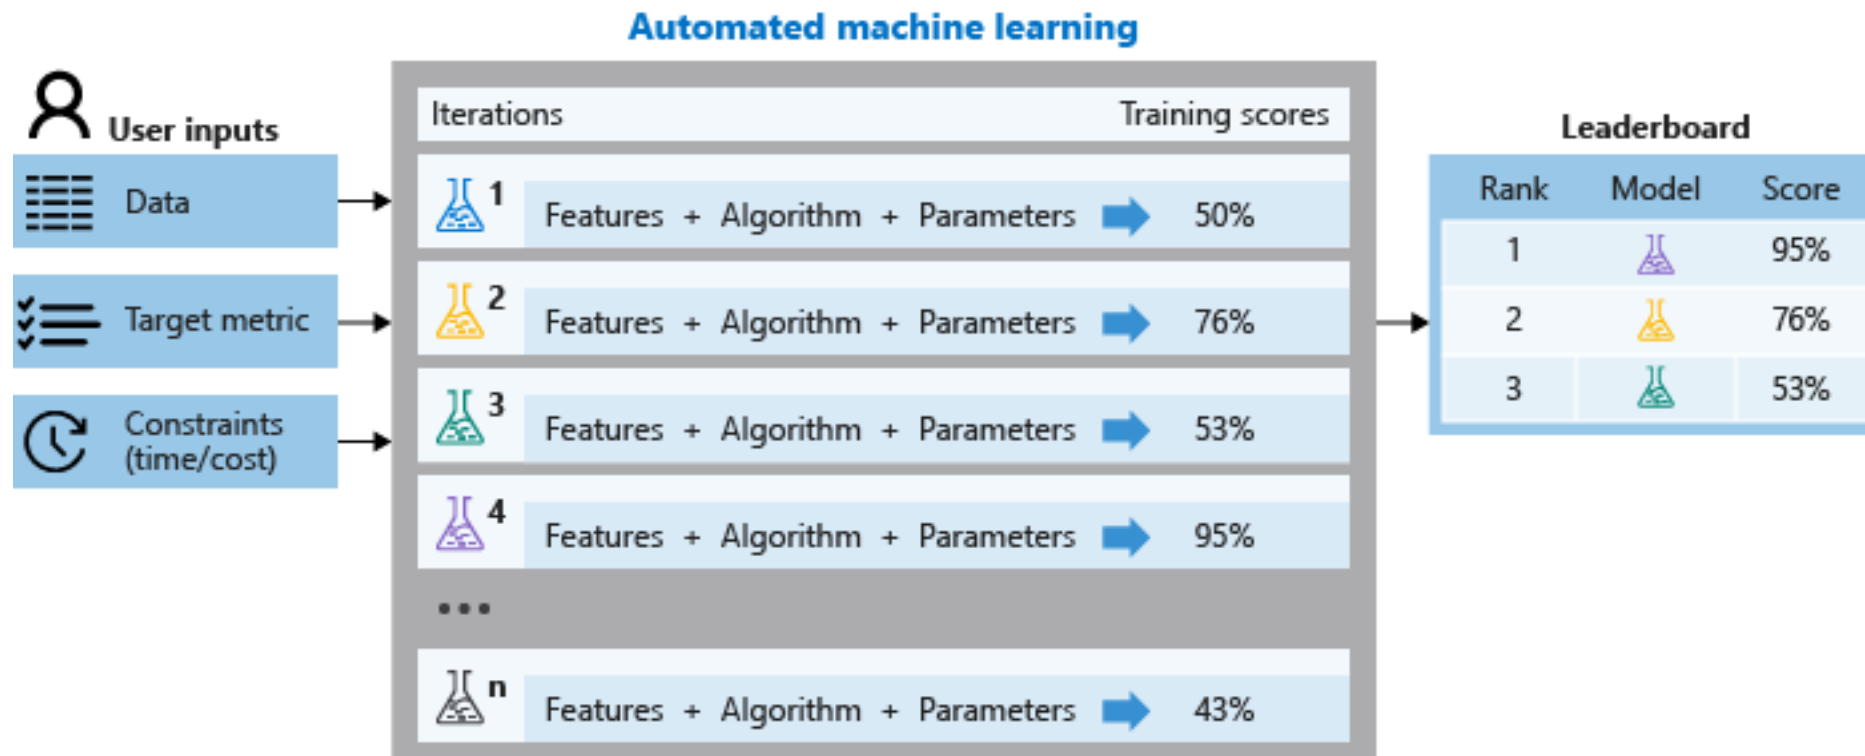 Automated machine learning
User inputs
Data
Target metric
Constraints
(time/cost)
Iterations Training scores
1 Features + Algorithm + Parameters 50%
2 Features + Algorithm + Parameters 76%
3 Features + Algorithm + Parameters 53%
4 Features + Algorithm + Parameters 95%
...
n Features + Algorithm + Parameters 43%
Leaderboard
Rank Model Score
1 95%
2 76%
3 53%